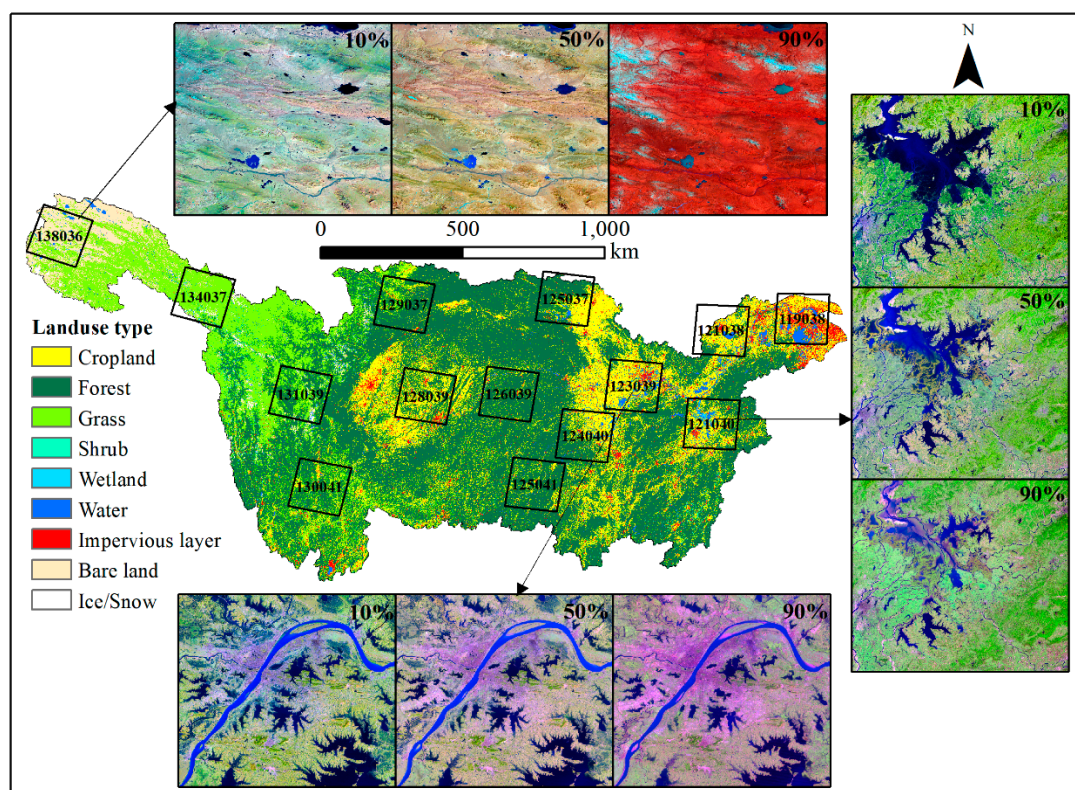 10%
50%
90%
N
10%
0
500
1,000
km
138036
134037
129037
125037
121038
119038
Landuse type
Cropland
Forest
Grass
Shrub
Wetland
Water
Impervious layer
Bare land
Ice/Snow
131039
128039
126039
123039
124040
121040
130041
125041
50%
90%
10%
50%
90%